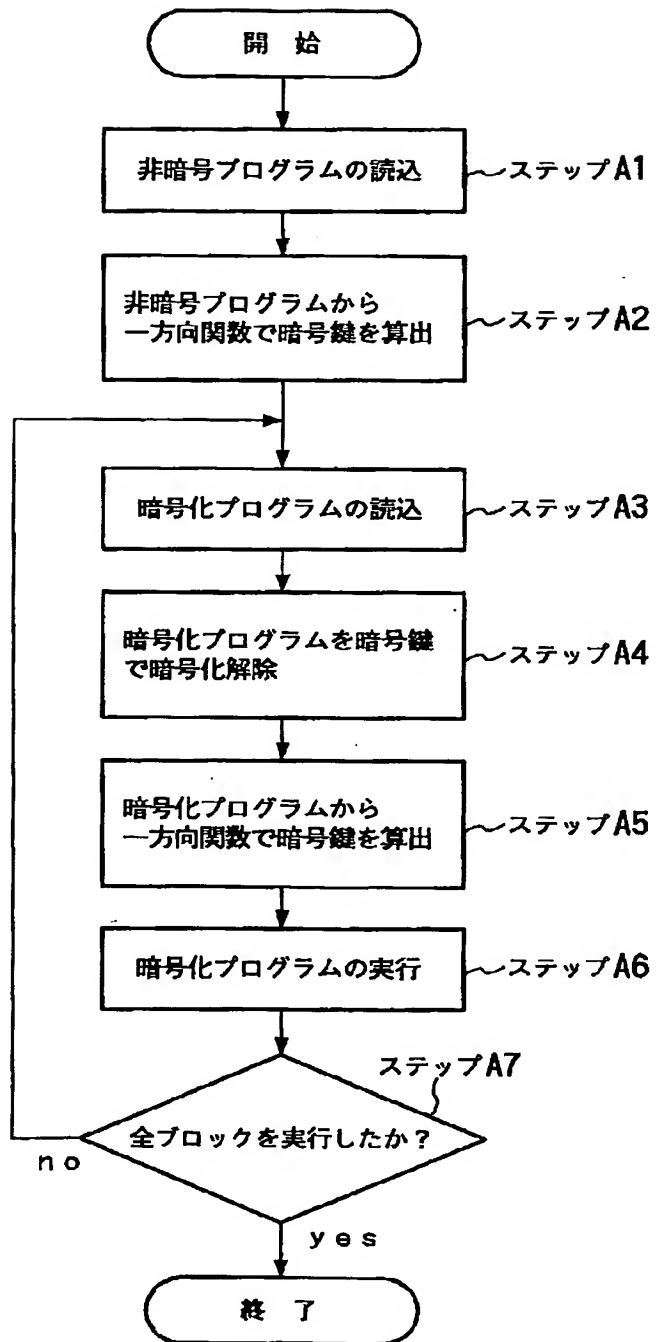 開 始
非暗号プログラムの読込
ステップA1
非暗号プログラムから
一方向関数で暗号鍵を算出
ステップA2
暗号化プログラムの読込
ステップA3
暗号化プログラムを暗号鍵
で暗号化解除
ステップA4
暗号化プログラムから
一方向関数で暗号鍵を算出
ステップA5
暗号化プログラムの実行
ステップA6
ステップA7
全ブロックを実行したか？
no
yes
終 了